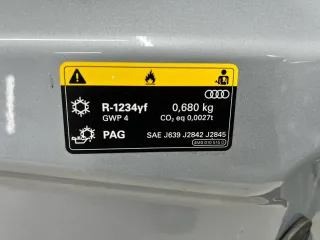 R-1234yf 0,680 kg
GWP 4 CO₂ eq 0,0027t
PAG SAE J639 J2842 J2845